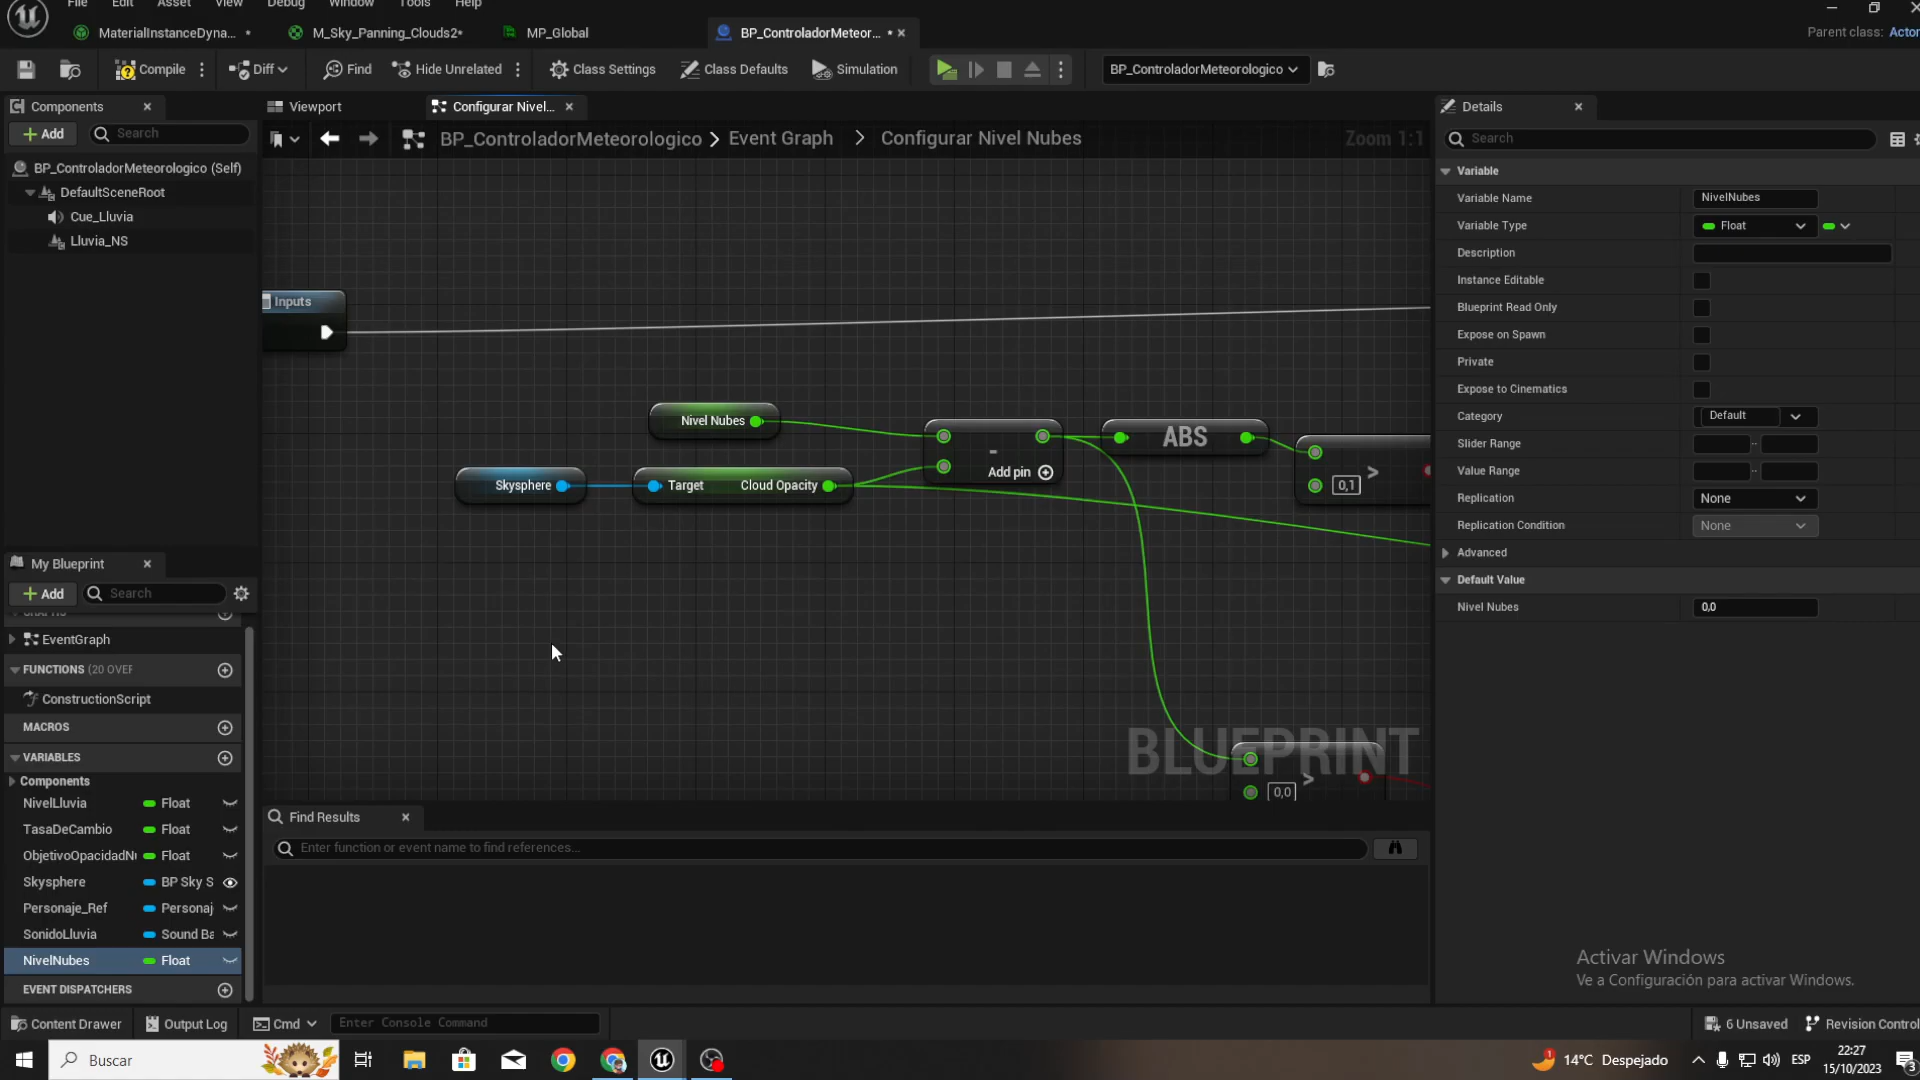 File Edit Asset View Debug Window Tools Help
MaterialInstanceDyna... • M_Sky_Panning_Clouds2* MP_Global BP_ControladorMeteor... •
Parent class: Actor
Compile Diff Find Hide Unrelated Class Settings Class Defaults Simulation BP_ControladorMeteorologico
Components
Add Search
BP_ControladorMeteorologico (Self)
DefaultSceneRoot
Cue_Lluvia
Lluvia_NS
My Blueprint
Add Search
EventGraph
FUNCTIONS (20 OVER
ConstructionScript
MACROS
VARIABLES
Components
NivelLluvia Float
TasaDeCambio Float
ObjetivoOpacidadNu Float
Skysphere BP Sky S
Personaje_Ref Personaj
SonidoLluvia Sound Ba
NivelNubes Float
EVENT DISPATCHERS
Viewport Configurar Nivel...
BP_ControladorMeteorologico > Event Graph > Configurar Nivel Nubes Zoom 1:1
Inputs
Nivel Nubes
Skysphere
Target Cloud Opacity
-
Add pin
ABS
>
0,1
>
0,0
BLUEPRINT
Find Results
Enter function or event name to find references...
Details
Search
Variable
Variable Name NivelNubes
Variable Type Float
Description
Instance Editable
Blueprint Read Only
Expose on Spawn
Private
Expose to Cinematics
Category Default
Slider Range ..
Value Range ..
Replication None
Replication Condition None
Advanced
Default Value
Nivel Nubes 0,0
Activar Windows
Ve a Configuración para activar Windows.
Content Drawer Output Log Cmd Enter Console Command 6 Unsaved Revision Control
Buscar 1 14°C Despejado ESP 22:27
15/10/2023 3